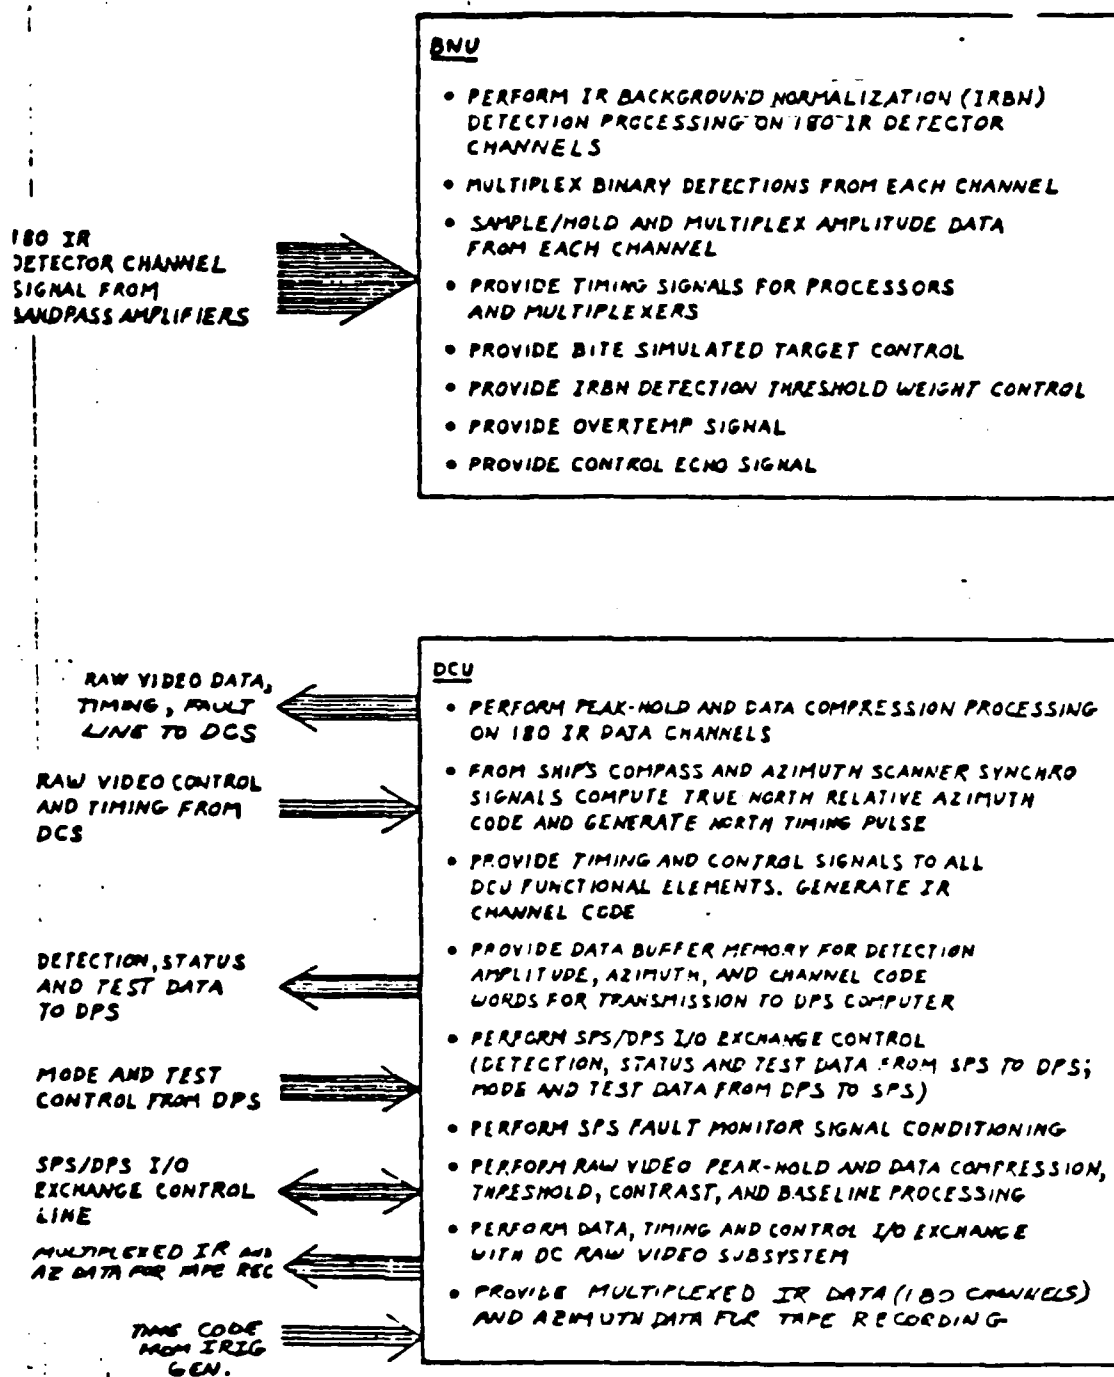 BNU
• PERFORM IR BACKGROUND NORMALIZATION (IRBN)
DETECTION PROCESSING ON 180 IR DETECTOR
CHANNELS
• MULTIPLEX BINARY DETECTIONS FROM EACH CHANNEL
• SAMPLE/HOLD AND MULTIPLEX AMPLITUDE DATA
FROM EACH CHANNEL
• PROVIDE TIMING SIGNALS FOR PROCESSORS
AND MULTIPLEXERS
• PROVIDE BITE SIMULATED TARGET CONTROL
• PROVIDE IRBN DETECTION THRESHOLD WEIGHT CONTROL
• PROVIDE OVERTEMP SIGNAL
• PROVIDE CONTROL ECHO SIGNAL
180 IR
DETECTOR CHANNEL
SIGNAL FROM
BANDPASS AMPLIFIERS
DCU
• PERFORM PEAK-HOLD AND DATA COMPRESSION PROCESSING
ON 180 IR DATA CHANNELS
• FROM SHIP'S COMPASS AND AZIMUTH SCANNER SYNCHRO
SIGNALS COMPUTE TRUE NORTH RELATIVE AZIMUTH
CODE AND GENERATE NORTH TIMING PULSE
• PROVIDE TIMING AND CONTROL SIGNALS TO ALL
DCU FUNCTIONAL ELEMENTS. GENERATE IR
CHANNEL CODE
• PROVIDE DATA BUFFER MEMORY FOR DETECTION
AMPLITUDE, AZIMUTH, AND CHANNEL CODE
WORDS FOR TRANSMISSION TO DPS COMPUTER
• PERFORM SPS/DPS I/O EXCHANGE CONTROL
(DETECTION, STATUS AND TEST DATA FROM SPS TO DPS;
MODE AND TEST DATA FROM DPS TO SPS)
• PERFORM SPS FAULT MONITOR SIGNAL CONDITIONING
• PERFORM RAW VIDEO PEAK-HOLD AND DATA COMPRESSION,
THRESHOLD, CONTRAST, AND BASELINE PROCESSING
• PERFORM DATA, TIMING AND CONTROL I/O EXCHANGE
WITH DC RAW VIDEO SUBSYSTEM
• PROVIDE MULTIPLEXED IR DATA (180 CHANNELS)
AND AZIMUTH DATA FOR TAPE RECORDING
RAW VIDEO DATA,
TIMING, FAULT
LINE TO DCS
RAW VIDEO CONTROL
AND TIMING FROM
DCS
DETECTION, STATUS
AND TEST DATA
TO DPS
MODE AND TEST
CONTROL FROM DPS
SPS/DPS I/O
EXCHANGE CONTROL
LINE
MULTIPLEXED IR AND
AZ DATA FOR TAPE REC
TIME CODE
FROM IRIG
GEN.